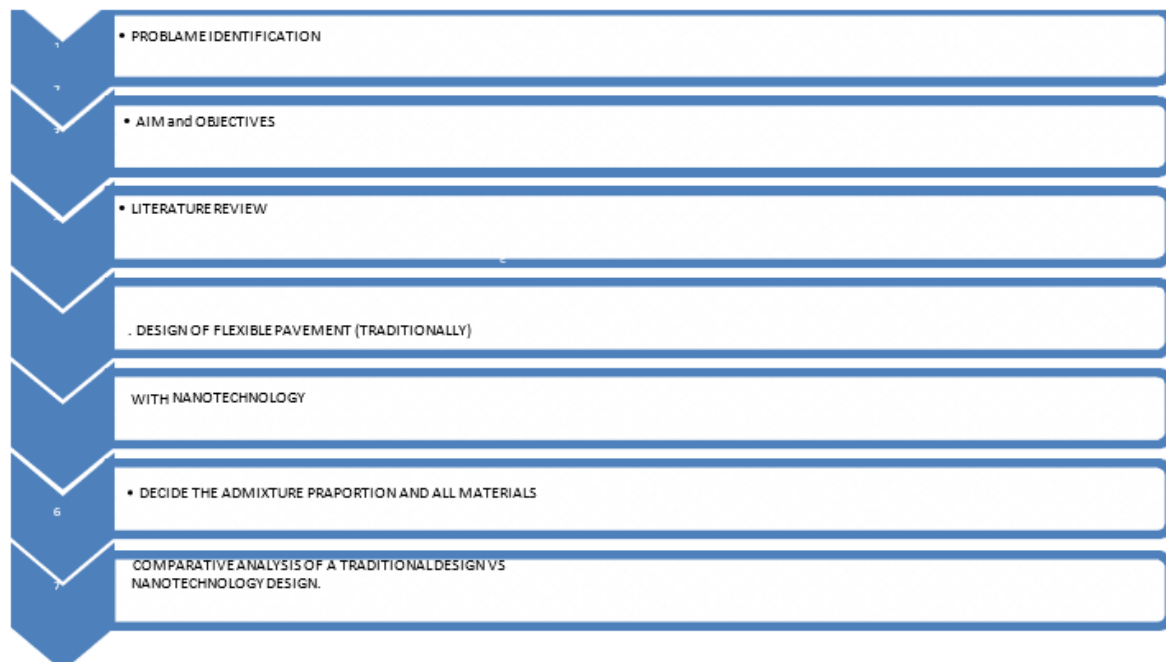 • PROBLAME IDENTIFICATION
• AIM and OBJECTIVES
• LITERATURE REVIEW
. DESIGN OF FLEXIBLE PAVEMENT (TRADITIONALLY)
WITH NANOTECHNOLOGY
• DECIDE THE ADMIXTURE PRAPORTION AND ALL MATERIALS
6
COMPARATIVE ANALYSIS OF A TRADITIONAL DESIGN VS
NANOTECHNOLOGY DESIGN.